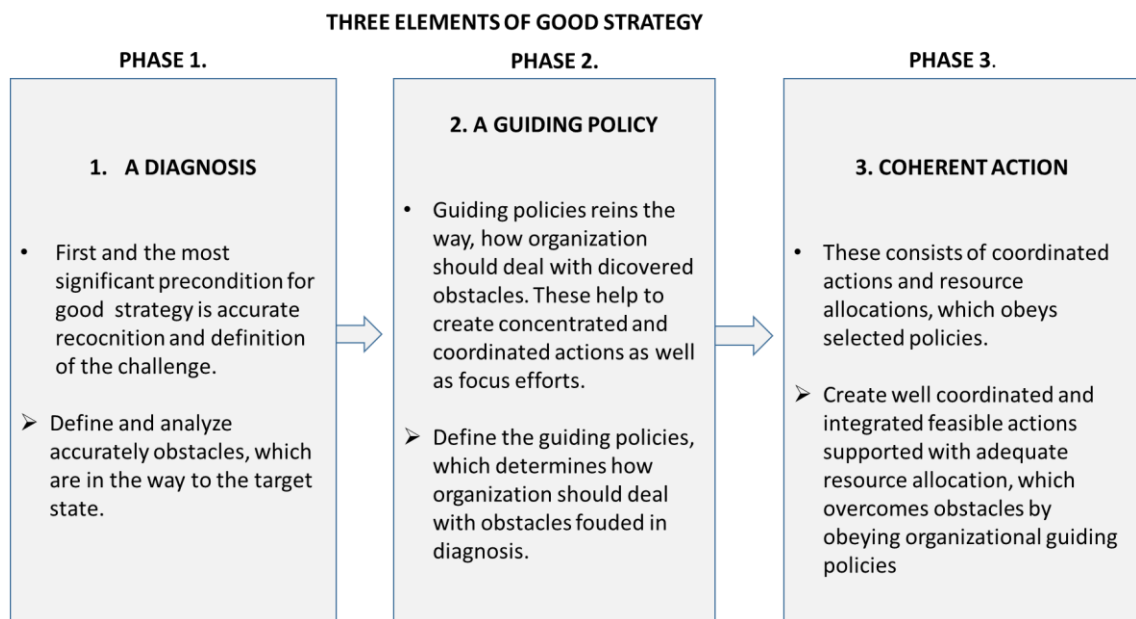 THREE ELEMENTS OF GOOD STRATEGY
PHASE 1.
1. A DIAGNOSIS
• First and the most
significant precondition for
good strategy is accurate
recocnition and definition
of the challenge.
➢ Define and analyze
accurately obstacles, which
are in the way to the target
state.
PHASE 2.
2. A GUIDING POLICY
• Guiding policies reins the
way, how organization
should deal with dicovered
obstacles. These help to
create concentrated and
coordinated actions as well
as focus efforts.
➢ Define the guiding policies,
which determines how
organization should deal
with obstacles fouded in
diagnosis.
PHASE 3.
3. COHERENT ACTION
• These consists of coordinated
actions and resource
allocations, which obeys
selected policies.
➢ Create well coordinated and
integrated feasible actions
supported with adequate
resource allocation, which
overcomes obstacles by
obeying organizational guiding
policies